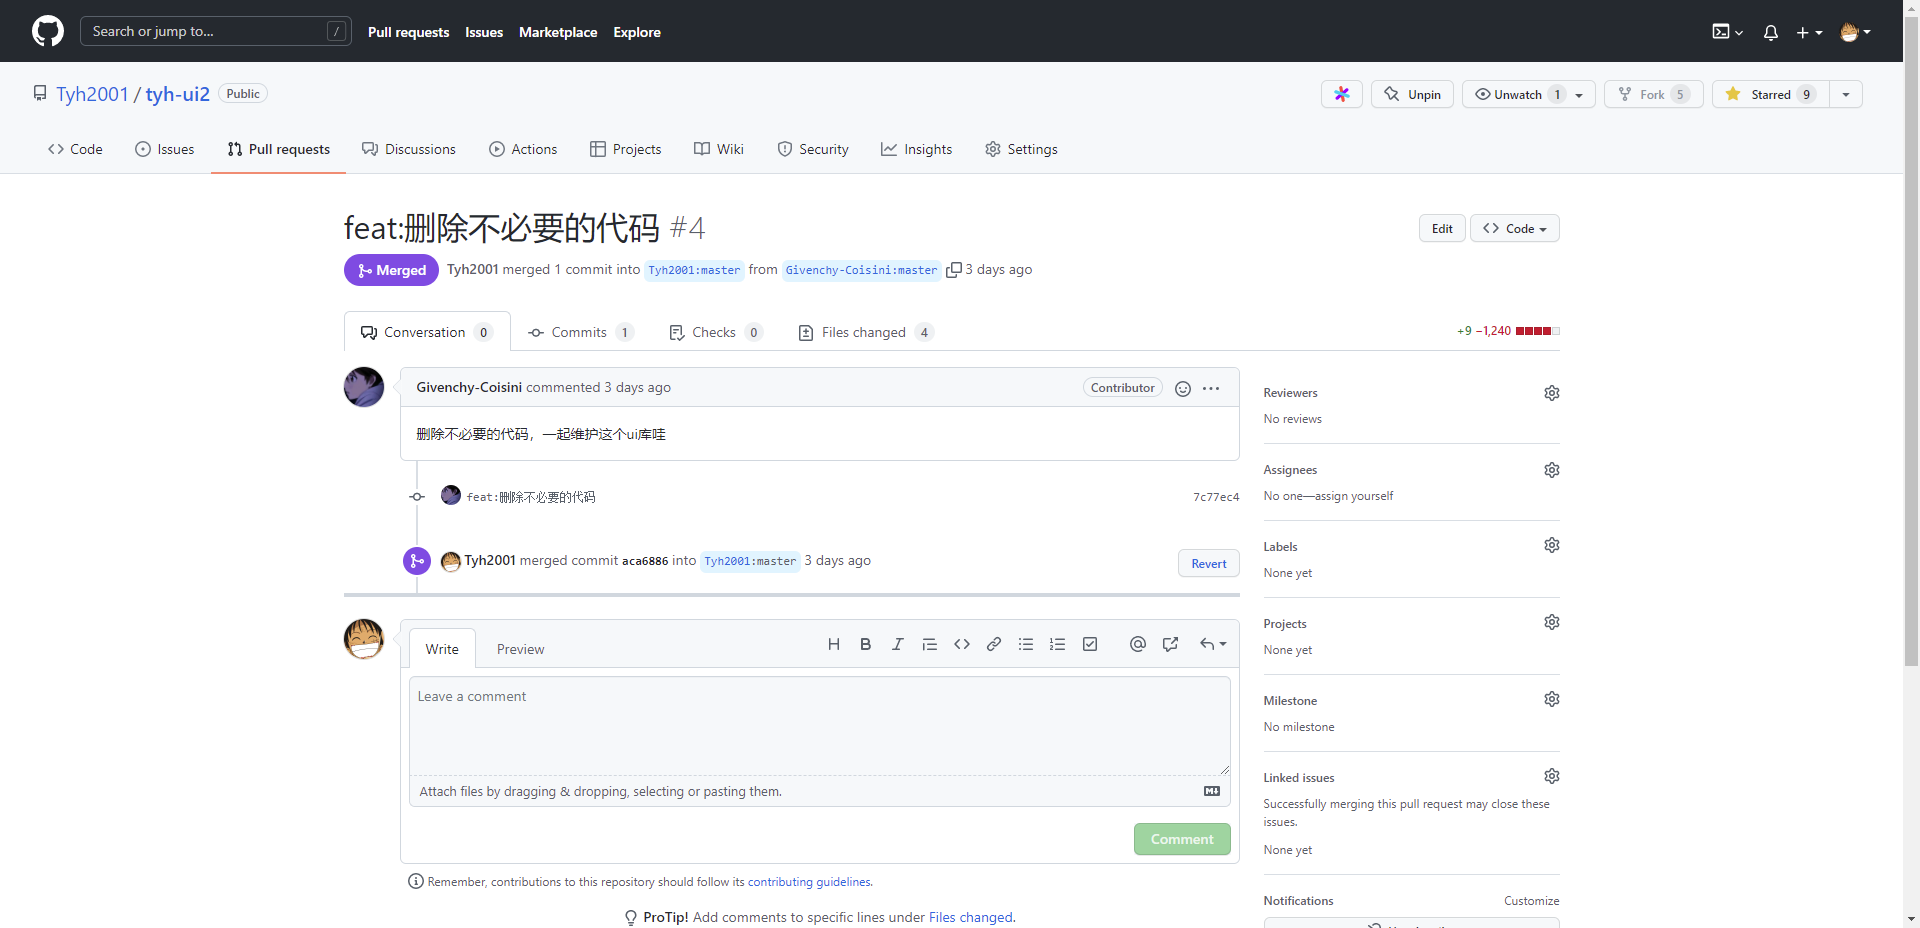 Search or jump to... /
Pull requests Issues Marketplace Explore
Tyh2001 / tyh-ui2 Public
Unpin Unwatch 1 Fork 5 Starred 9
Code Issues Pull requests Discussions Actions Projects Wiki Security Insights Settings
feat:删除不必要的代码 #4
Edit Code
Merged Tyh2001 merged 1 commit into Tyh2001:master from Givenchy-Coisini:master 3 days ago
Conversation 0 Commits 1 Checks 0 Files changed 4
+9 −1,240
Givenchy-Coisini commented 3 days ago Contributor
删除不必要的代码，一起维护这个ui库哇
feat:删除不必要的代码 7c77ec4
Tyh2001 merged commit aca6886 into Tyh2001:master 3 days ago Revert
Write Preview
Leave a comment
Attach files by dragging & dropping, selecting or pasting them.
Comment
Remember, contributions to this repository should follow its contributing guidelines.
ProTip! Add comments to specific lines under Files changed.
Reviewers
No reviews
Assignees
No one—assign yourself
Labels
None yet
Projects
None yet
Milestone
No milestone
Linked issues
Successfully merging this pull request may close these
issues.
None yet
Notifications Customize